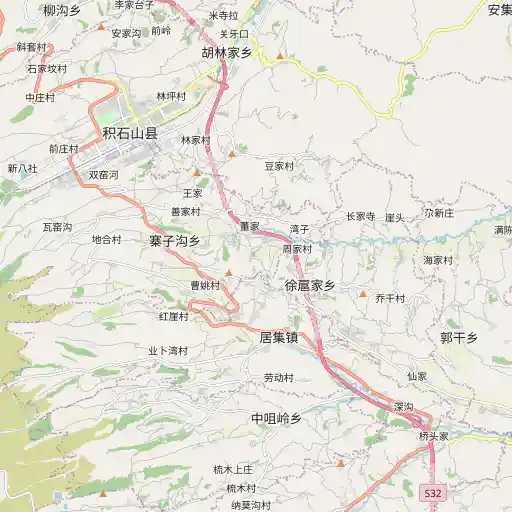 柳沟乡
李家台子
米寺拉
安集
安家沟
前岭
关牙口
斜套村
胡林家乡
石家坟村
中庄村
林坪村
积石山县
林家村
前庄村
豆家村
新八社
双窑河
王家
善家村
长家寺
崖头
尕新庄
瓦窑沟
董家
湾子
满陈
地合村
寨子沟乡
周家村
海家村
曹姚村
徐扈家乡
乔干村
红崖村
居集镇
郭干乡
业卜湾村
劳动村
仙家
深沟
中咀岭乡
桥头家
梳木上庄
梳木村
S32
纳莫沟村